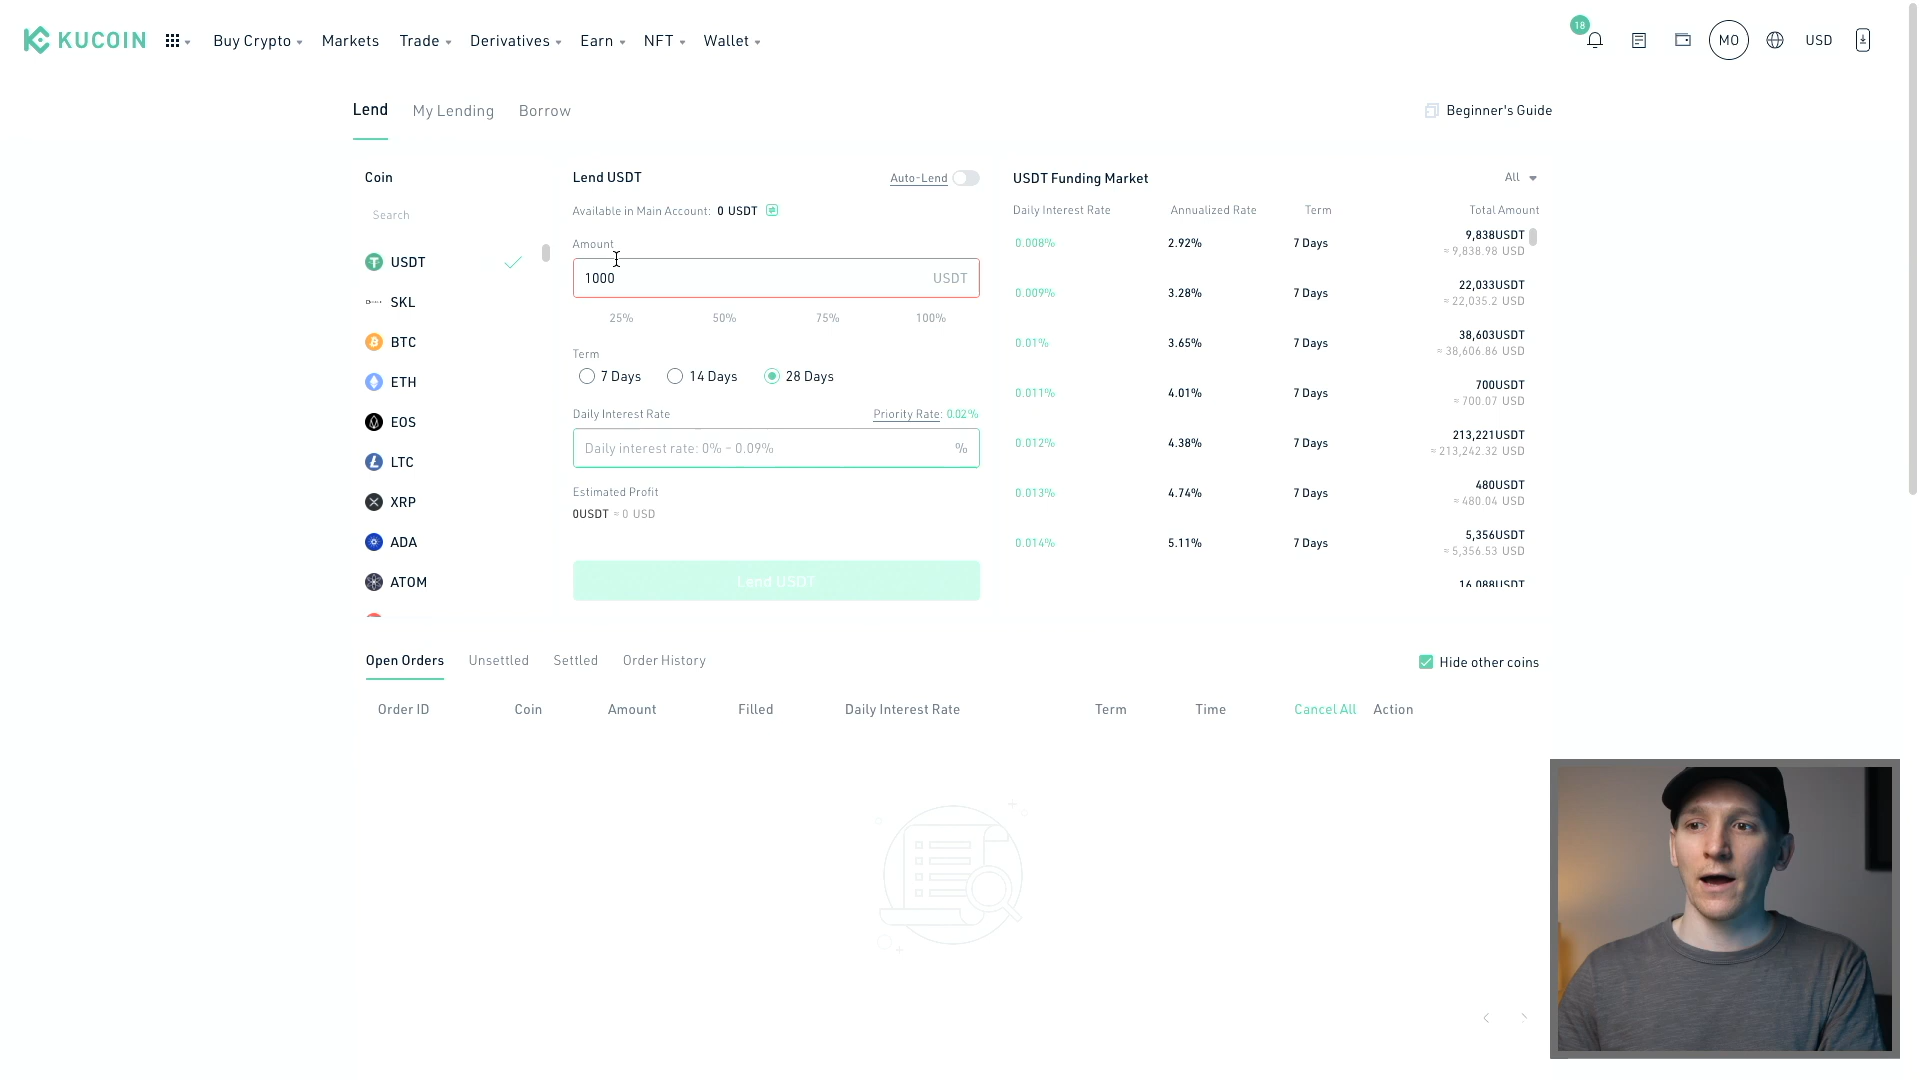 KUCOIN
Buy Crypto Markets Trade Derivatives Earn NFT Wallet
18
MO USD
Lend My Lending Borrow
Beginner's Guide
Coin
Search
USDT
SKL
BTC
ETH
EOS
LTC
XRP
ADA
ATOM
Lend USDT Auto-Lend
Available in Main Account: 0 USDT
Amount
1000 USDT
25% 50% 75% 100%
Term
7 Days 14 Days 28 Days
Daily Interest Rate Priority Rate: 0.02%
Daily interest rate: 0% - 0.09% %
Estimated Profit
0USDT ≈ 0 USD
Lend USDT
USDT Funding Market All
Daily Interest Rate Annualized Rate Term Total Amount
0.008% 2.92% 7 Days 9,838USDT
≈ 9,838.98 USD
0.009% 3.28% 7 Days 22,033USDT
≈ 22,035.2 USD
0.01% 3.65% 7 Days 38,603USDT
≈ 38,606.86 USD
0.011% 4.01% 7 Days 700USDT
≈ 700.07 USD
0.012% 4.38% 7 Days 213,221USDT
≈ 213,242.32 USD
0.013% 4.74% 7 Days 480USDT
≈ 480.04 USD
0.014% 5.11% 7 Days 5,356USDT
≈ 5,356.53 USD
16,088USDT
Open Orders Unsettled Settled Order History
Hide other coins
Order ID Coin Amount Filled Daily Interest Rate Term Time Cancel All Action